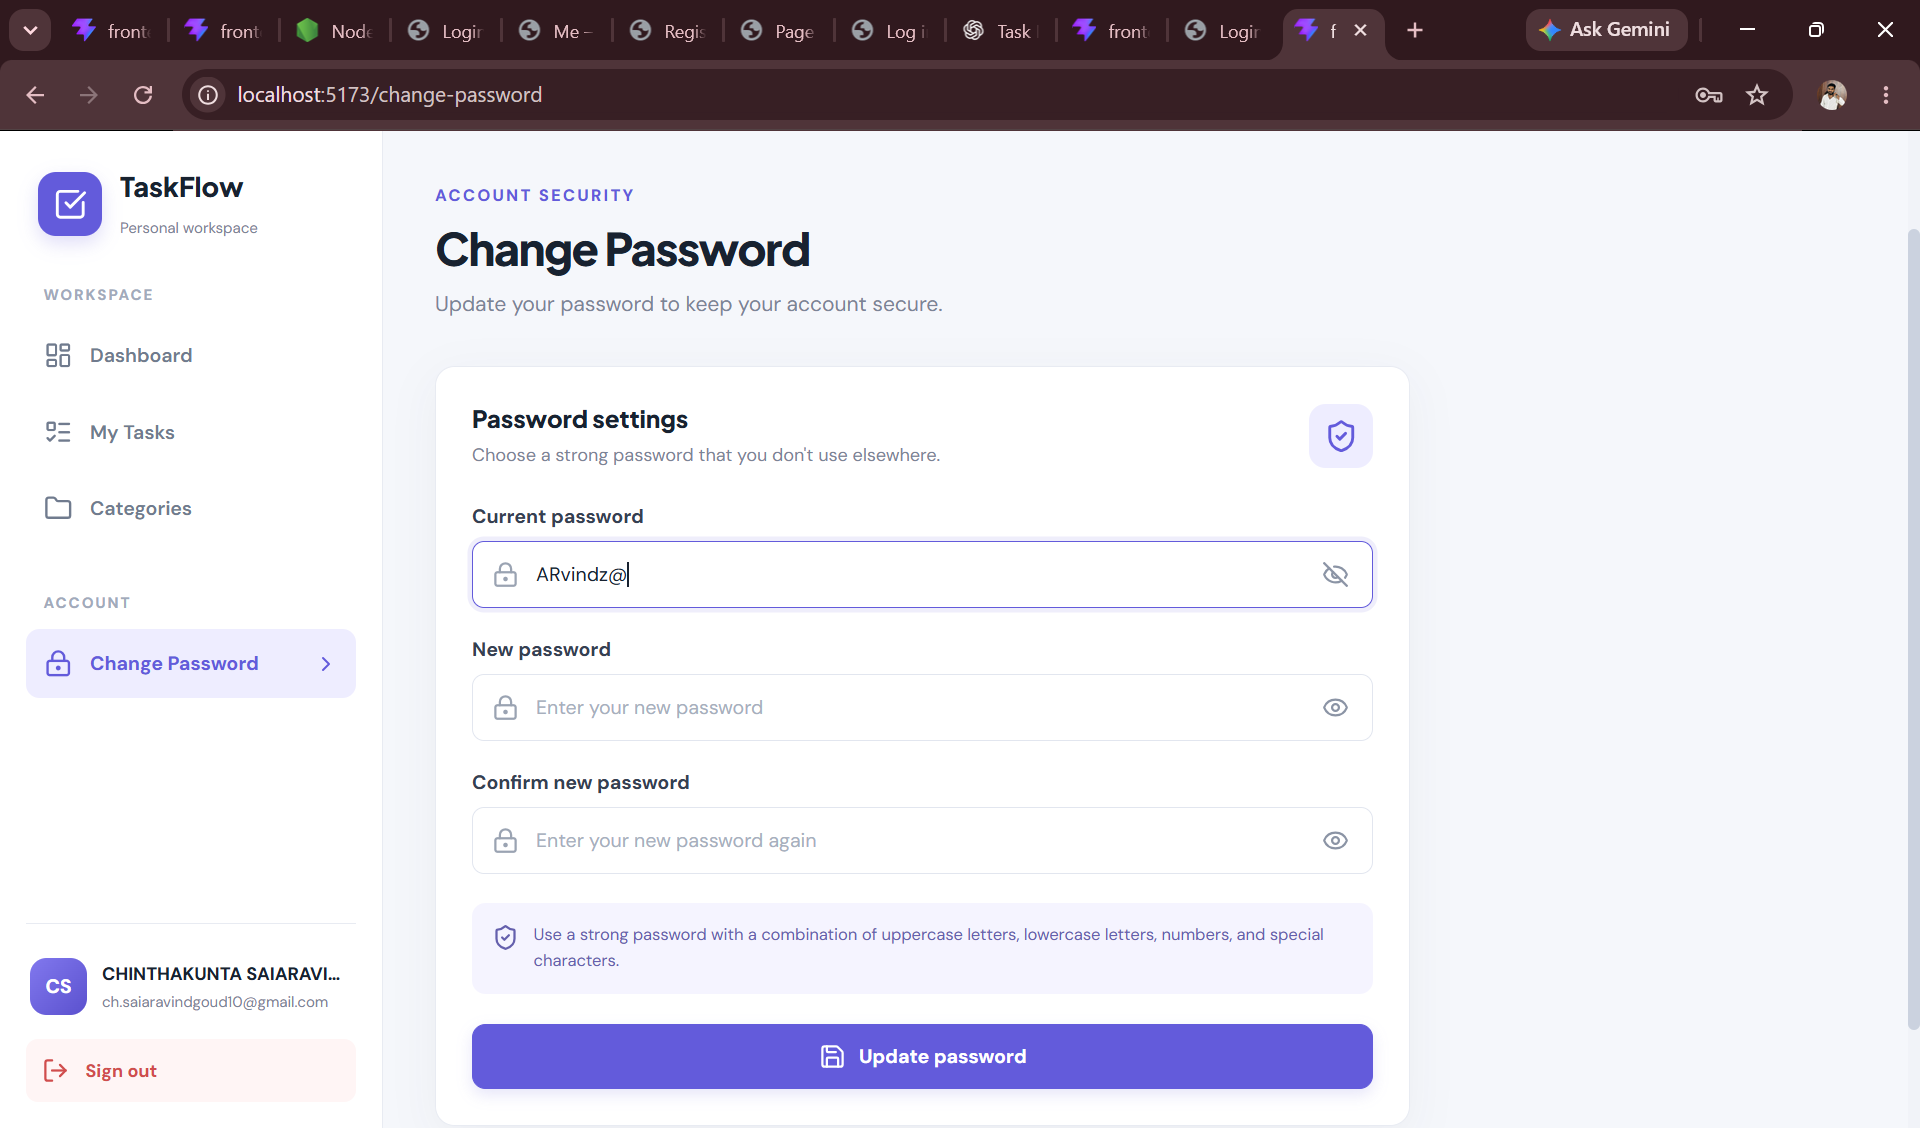 front
front
Node
Login
Me –
Regis
Page
Log i
Task
front
Login
f
Ask Gemini
localhost:5173/change-password
TaskFlow
Personal workspace
WORKSPACE
Dashboard
My Tasks
Categories
ACCOUNT
Change Password
CS
CHINTHAKUNTA SAIARAVI...
ch.saiaravindgoud10@gmail.com
Sign out
ACCOUNT SECURITY
Change Password
Update your password to keep your account secure.
Password settings
Choose a strong password that you don't use elsewhere.
Current password
ARvindz@
New password
Enter your new password
Confirm new password
Enter your new password again
Use a strong password with a combination of uppercase letters, lowercase letters, numbers, and special
characters.
Update password